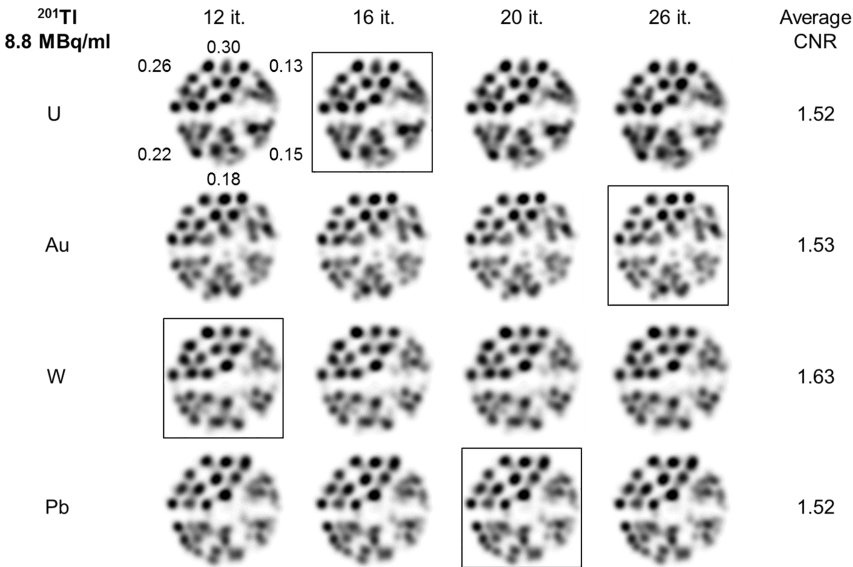 ²⁰¹Tl 12 it. 16 it. 20 it. 26 it. Average
8.8 MBq/ml CNR
0.30
0.26 0.13
U 1.52
0.22 0.15
0.18
Au 1.53
W 1.63
Pb 1.52